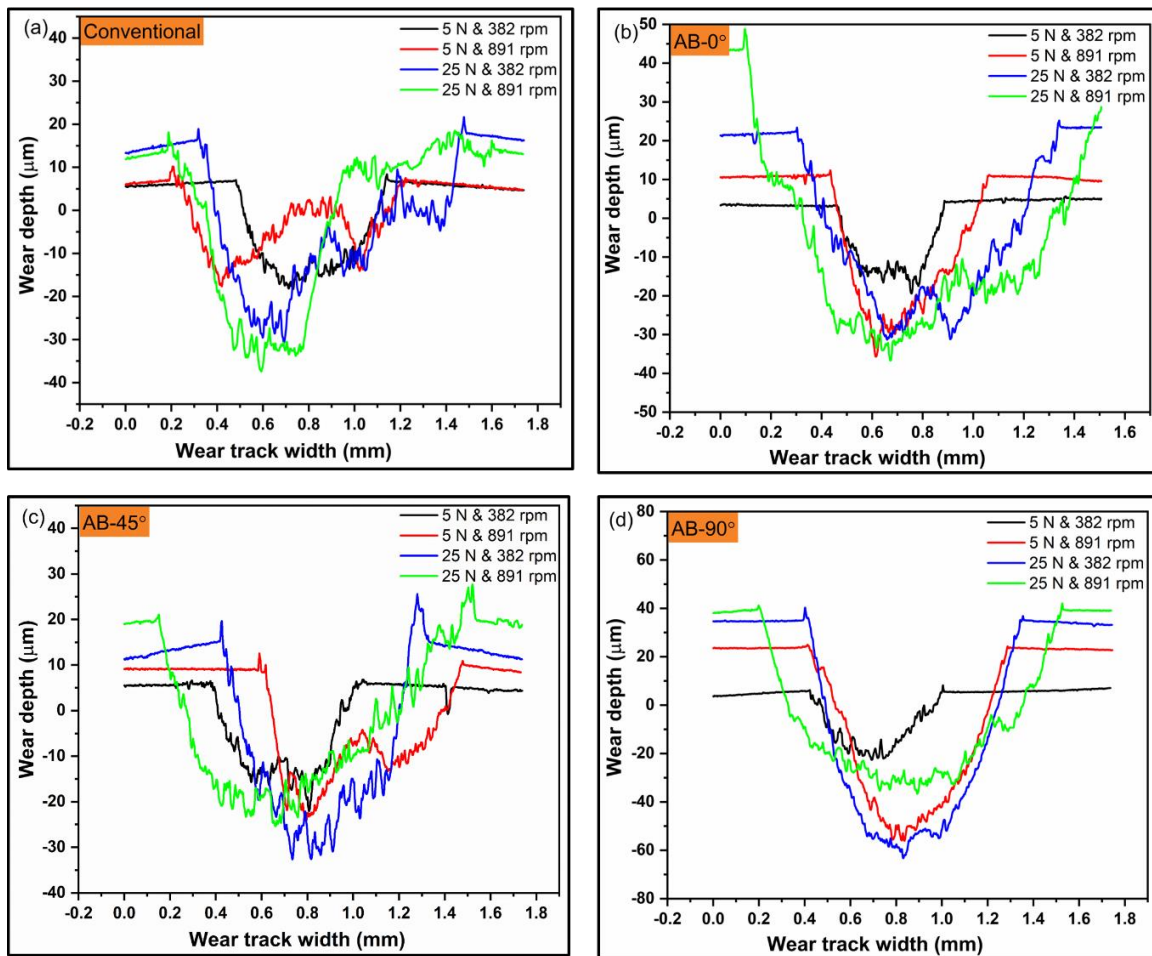 (a)
Conventional
5 N & 382 rpm
5 N & 891 rpm
25 N & 382 rpm
25 N & 891 rpm
40
30
20
10
0
-10
-20
-30
-40
Wear depth (μm)
-0.2 0.0 0.2 0.4 0.6 0.8 1.0 1.2 1.4 1.6 1.8
Wear track width (mm)
(b)
AB-0°
5 N & 382 rpm
5 N & 891 rpm
25 N & 382 rpm
25 N & 891 rpm
50
40
30
20
10
0
-10
-20
-30
-40
-50
Wear depth (μm)
-0.2 0.0 0.2 0.4 0.6 0.8 1.0 1.2 1.4 1.6 1.8
Wear track width (mm)
(c)
AB-45°
5 N & 382 rpm
5 N & 891 rpm
25 N & 382 rpm
25 N & 891 rpm
40
30
20
10
0
-10
-20
-30
-40
Wear depth (μm)
-0.2 0.0 0.2 0.4 0.6 0.8 1.0 1.2 1.4 1.6 1.8
Wear track width (mm)
(d)
AB-90°
5 N & 382 rpm
5 N & 891 rpm
25 N & 382 rpm
25 N & 891 rpm
80
60
40
20
0
-20
-40
-60
-80
Wear depth (μm)
-0.2 0.0 0.2 0.4 0.6 0.8 1.0 1.2 1.4 1.6 1.8
Wear track width (mm)